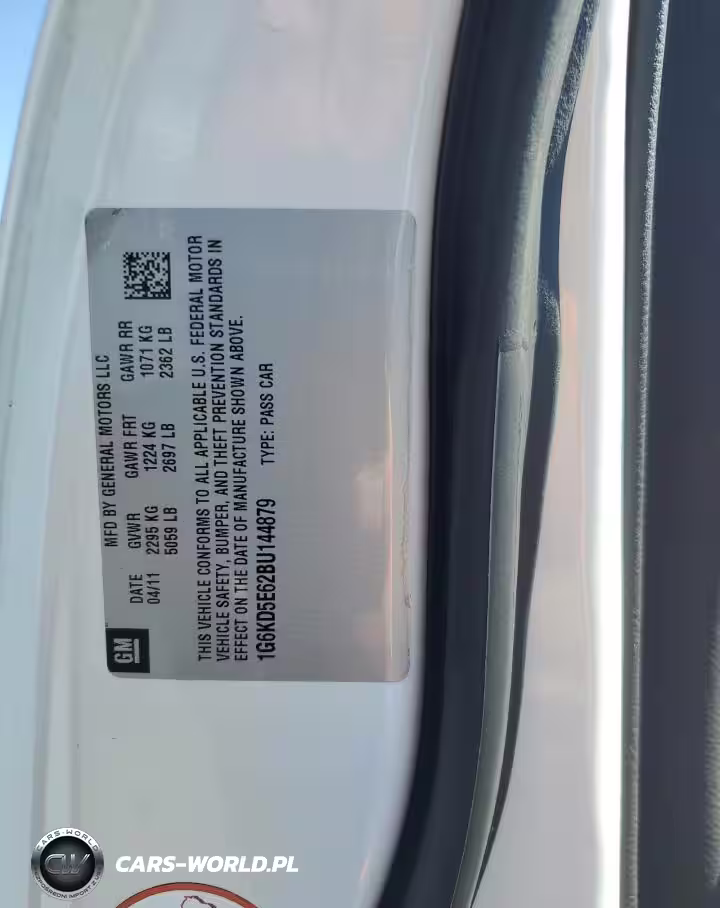 MFD BY GENERAL MOTORS LLC
DATE GVWR GAWR FRT GAWR RR
04/11 2295 KG 1224 KG 1071 KG
5059 LB 2697 LB 2362 LB
THIS VEHICLE CONFORMS TO ALL APPLICABLE U.S. FEDERAL MOTOR
VEHICLE SAFETY, BUMPER, AND THEFT PREVENTION STANDARDS IN
EFFECT ON THE DATE OF MANUFACTURE SHOWN ABOVE.
1G6KD5E62BU144879 TYPE: PASS CAR
GM
CARS-WORLD
CW
CARS-WORLD.PL